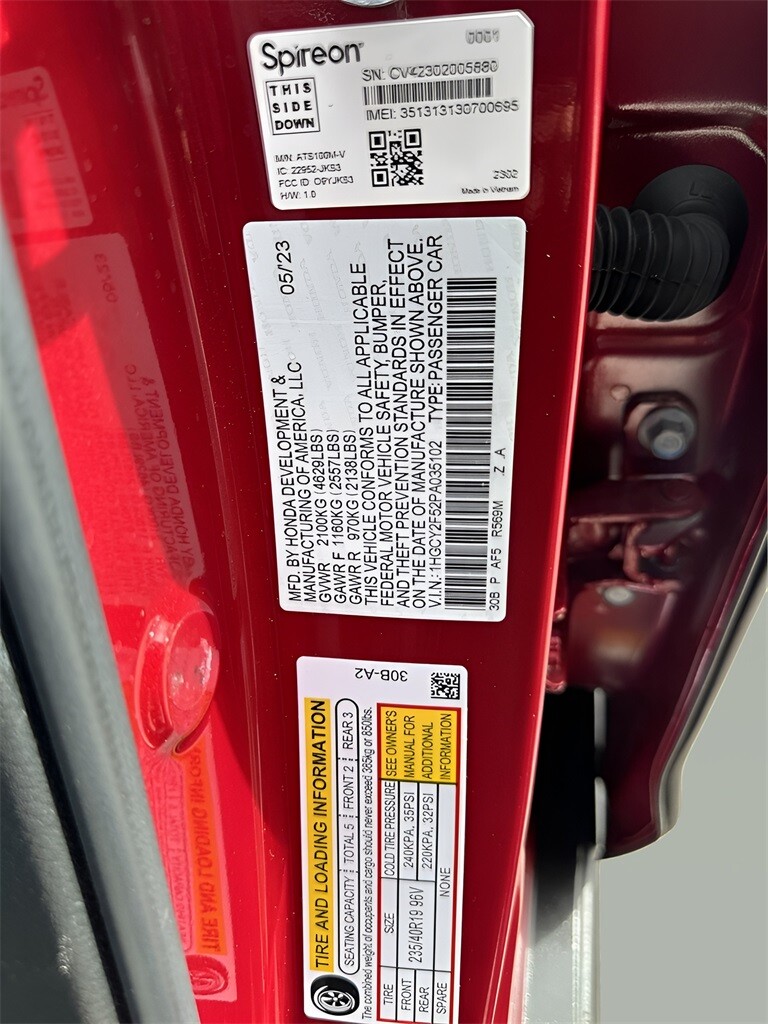 Spireon
0001
THIS
SIDE
DOWN
S/N: CV42302005880
IMEI: 351313130700695
M/N: ATS100M-V
IC: 22952-JKS3
FCC ID: O9YJKS3
H/W: 1.0
2302
Made in Vietnam
MFD. BY HONDA DEVELOPMENT & 05/23
MANUFACTURING OF AMERICA, LLC
GVWR 2100KG (4629LBS)
GAWR F 1160KG (2557LBS)
GAWR R 970KG (2138LBS)
THIS VEHICLE CONFORMS TO ALL APPLICABLE
FEDERAL MOTOR VEHICLE SAFETY, BUMPER,
AND THEFT PREVENTION STANDARDS IN EFFECT
ON THE DATE OF MANUFACTURE SHOWN ABOVE.
V.I.N.: 1HGCY2F52PA035102 TYPE: PASSENGER CAR
30B P AF5 R569M Z A
30B-A2
TIRE AND LOADING INFORMATION
SEATING CAPACITY TOTAL 5 FRONT 2 REAR 3
The combined weight of occupants and cargo should never exceed 385kg or 850lbs.
TIRE SIZE COLD TIRE PRESSURE SEE OWNER'S
FRONT 235/40R19 96V 240KPA, 35PSI MANUAL FOR
REAR 220KPA, 32PSI ADDITIONAL
SPARE NONE INFORMATION